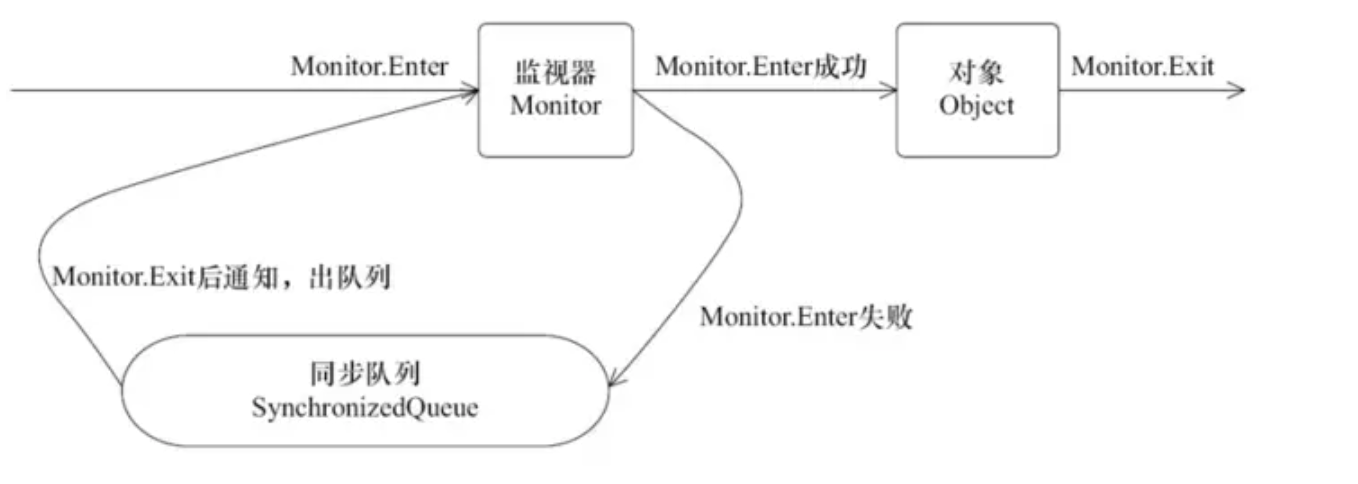 Monitor.Enter
监视器
Monitor
Monitor.Enter成功
对象
Object
Monitor.Exit
Monitor.Exit后通知，出队列
Monitor.Enter失败
同步队列
SynchronizedQueue